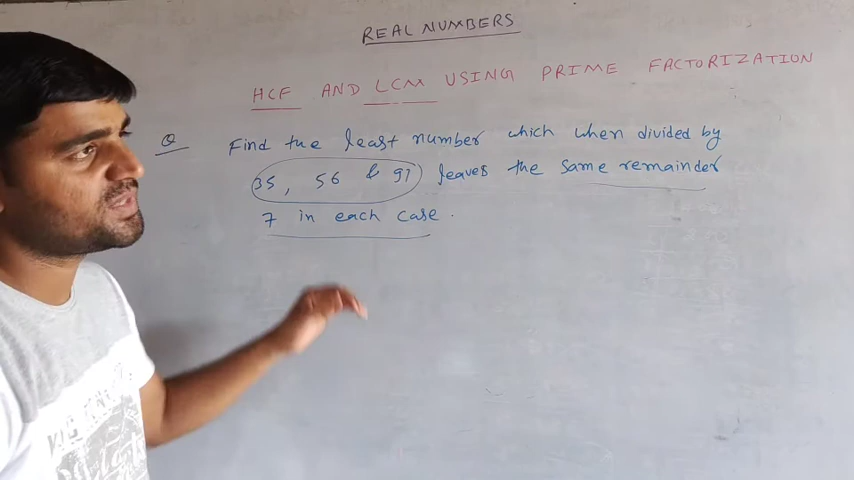 REAL NUMBERS
HCF AND LCM USING PRIME FACTORIZATION
Q Find the least number which when divided by
35, 56 & 91 leaves the same remainder
7 in each case.